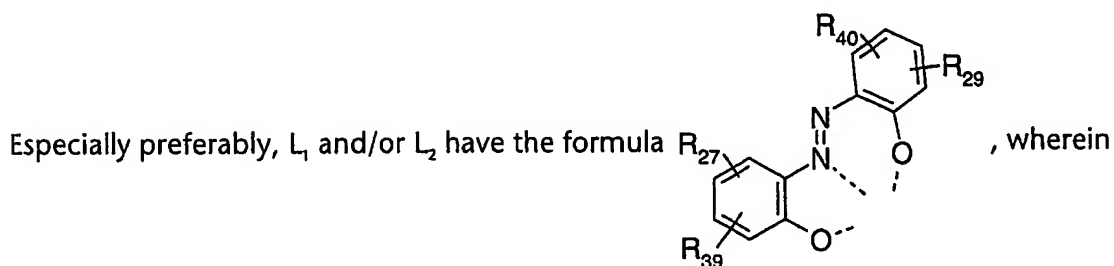 R₄₀
R₂₉
N
Especially preferably, L₁ and/or L₂ have the formula R₂₇ N O , wherein
O
R₃₉